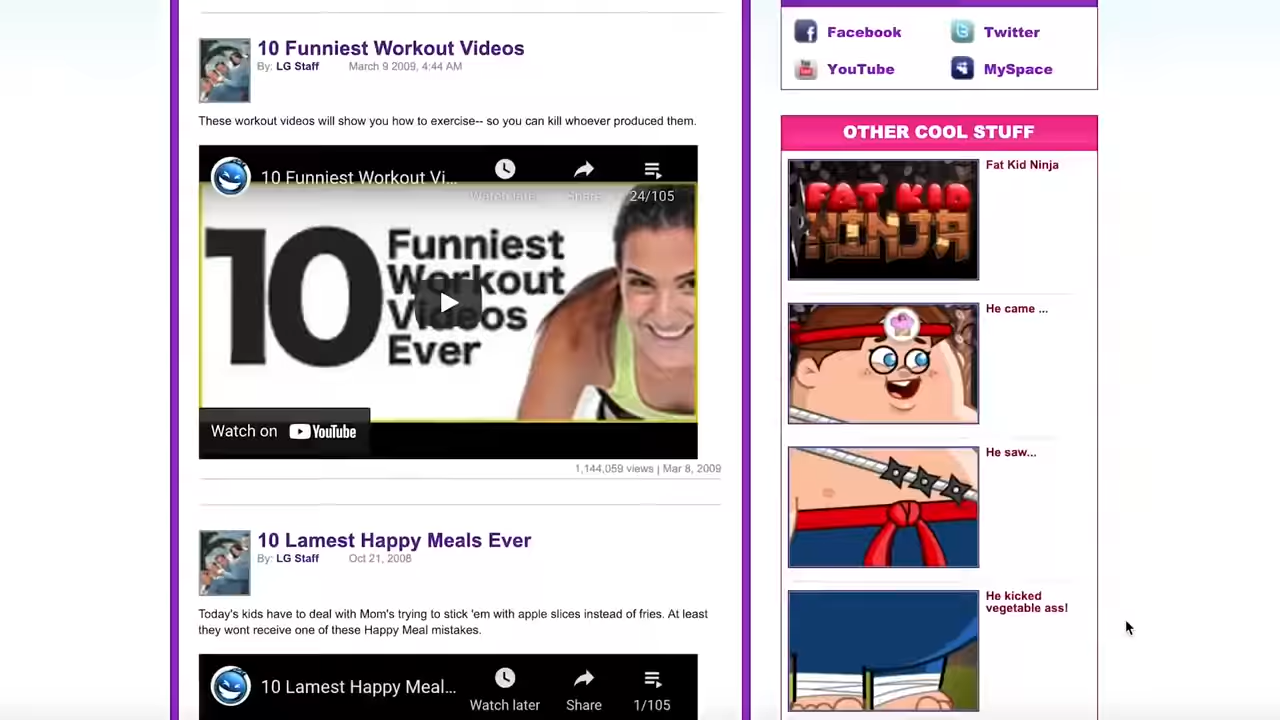 10 Funniest Workout Videos
By: LG Staff March 9 2009, 4:44 AM
These workout videos will show you how to exercise-- so you can kill whoever produced them.
10 Funniest Workout Vi...
Watch later Share 24/105
10 Funniest
Workout
Videos
Ever
Watch on YouTube
1,144,059 views | Mar 8, 2009
10 Lamest Happy Meals Ever
By: LG Staff Oct 21, 2008
Today's kids have to deal with Mom's trying to stick 'em with apple slices instead of fries. At least
they wont receive one of these Happy Meal mistakes.
10 Lamest Happy Meal...
Watch later Share 1/105
Facebook Twitter
YouTube MySpace
OTHER COOL STUFF
FAT KID
NINJA
Fat Kid Ninja
He came ...
He saw...
He kicked
vegetable ass!